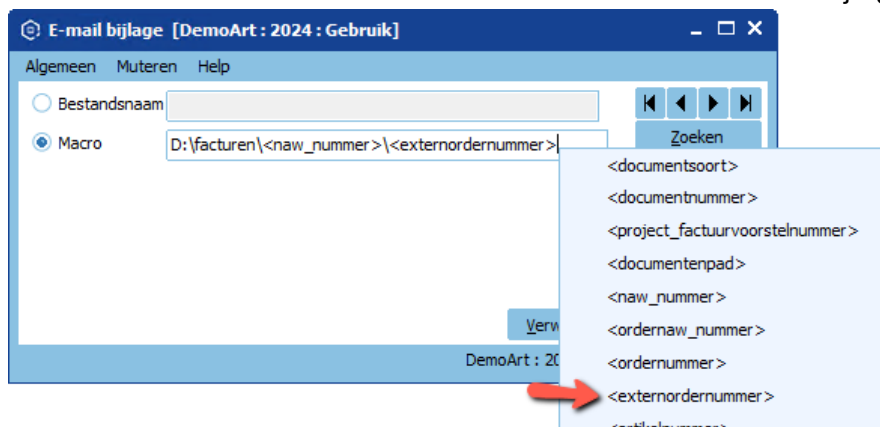 E-mail bijlage [DemoArt : 2024 : Gebruik]
Algemeen Muteren Help
Bestandsnaam
Macro D:\facturen\<naw_nummer>\<externordernummer>
Zoeken
<documentsoort>
<documentnummer>
<project_factuurvoorstelnummer>
<documentenpad>
<naw_nummer>
<ordernaw_nummer>
<ordernummer>
<externordernummer>
Verw
DemoArt : 20